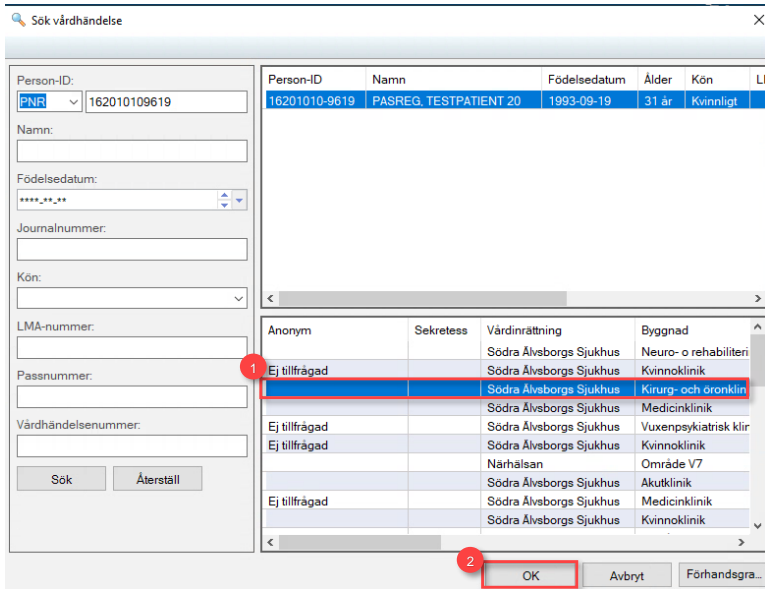 Sök vårdhändelse
Person-ID:
PNR 162010109619
Namn:
Födelsedatum:
****-**-**
Journalnummer:
Kön:
LMA-nummer:
Passnummer:
Vårdhändelsenummer:
Sök Återställ
Person-ID Namn Födelsedatum Ålder Kön L
16201010-9619 PASREG, TESTPATIENT 20 1993-09-19 31 år Kvinnligt
Anonym Sekretess Vårdinrättning Byggnad
Södra Älvsborgs Sjukhus Neuro- o rehabiliteri
1
Ej tillfrågad Södra Älvsborgs Sjukhus Kvinnoklinik
Södra Älvsborgs Sjukhus Kirurg- och öronklin
Södra Älvsborgs Sjukhus Medicinklinik
Ej tillfrågad Södra Älvsborgs Sjukhus Vuxenpsykiatrisk klin
Ej tillfrågad Södra Älvsborgs Sjukhus Kvinnoklinik
Närhälsan Område V7
Södra Älvsborgs Sjukhus Akutklinik
Ej tillfrågad Södra Älvsborgs Sjukhus Medicinklinik
Södra Älvsborgs Sjukhus Kvinnoklinik
2
OK Avbryt Förhandsgra...